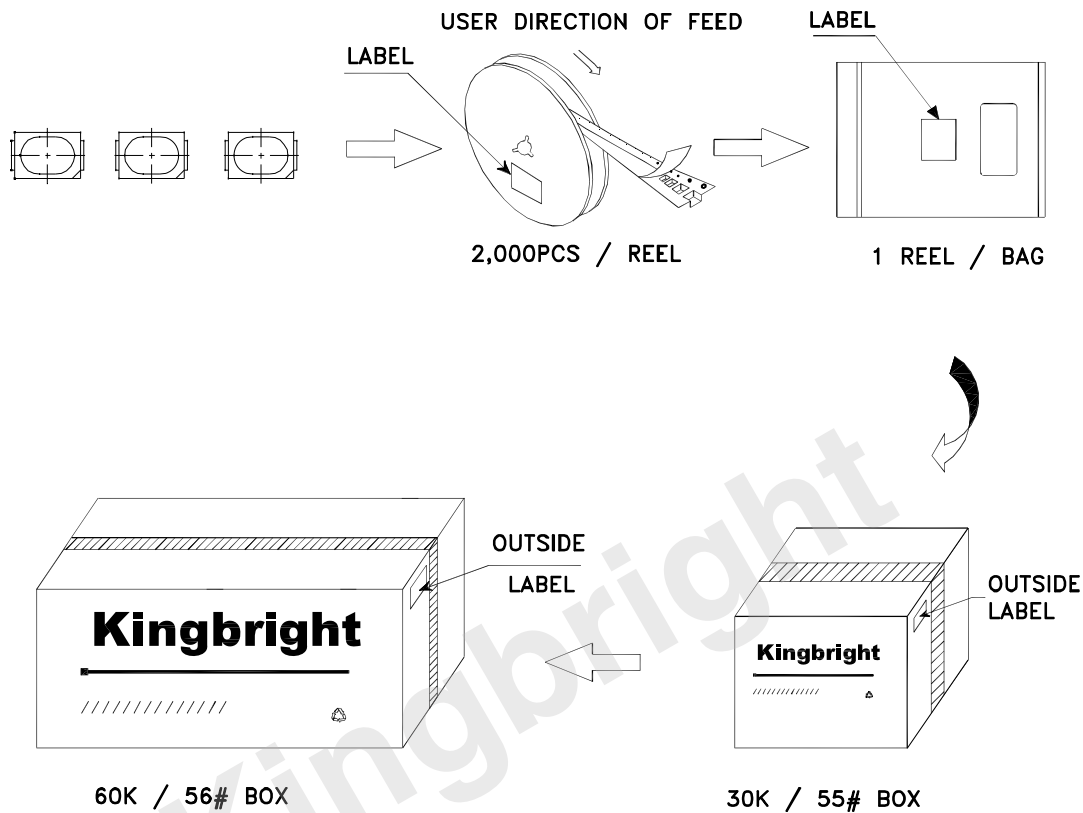 USER DIRECTION OF FEED
LABEL
LABEL
2,000PCS / REEL
1 REEL / BAG
OUTSIDE
LABEL
OUTSIDE
LABEL
Kingbright
Kingbright
60K / 56# BOX
30K / 55# BOX
Kingbright